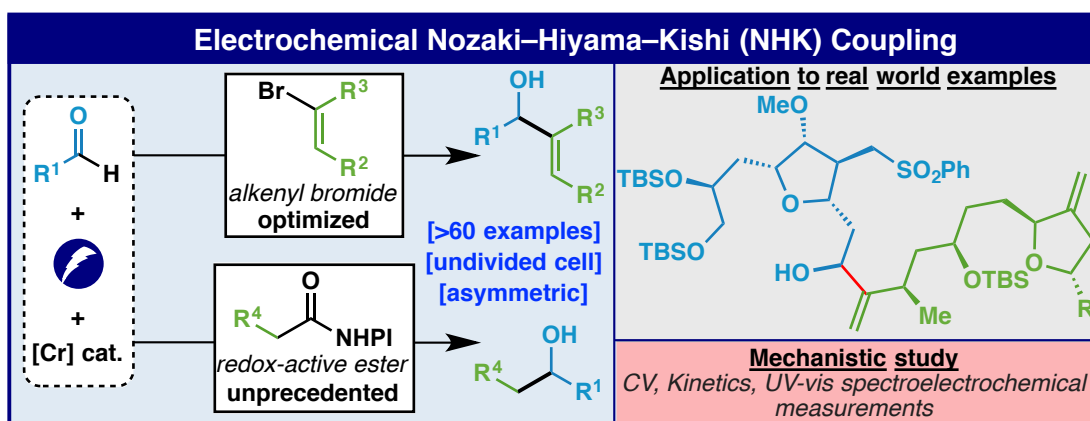 Electrochemical Nozaki–Hiyama–Kishi (NHK) Coupling
O
R¹
H
+
+
[Cr] cat.
Br
R³
R²
alkenyl bromide
optimized
O
R⁴
NHPI
redox-active ester
unprecedented
OH
R¹
R³
R²
[>60 examples]
[undivided cell]
[asymmetric]
OH
R⁴
R¹
Application to real world examples
MeO
TBSO
SO₂Ph
O
TBSO
HO
Me
OTBS
O
R
Mechanistic study
CV, Kinetics, UV-vis spectroelectrochemical
measurements